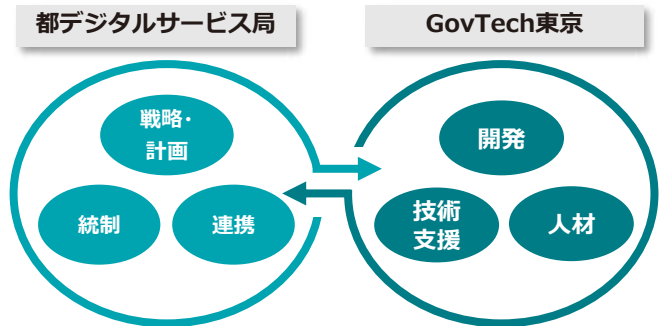 都デジタルサービス局
GovTech東京
戦略・
計画
統制
連携
開発
技術
支援
人材